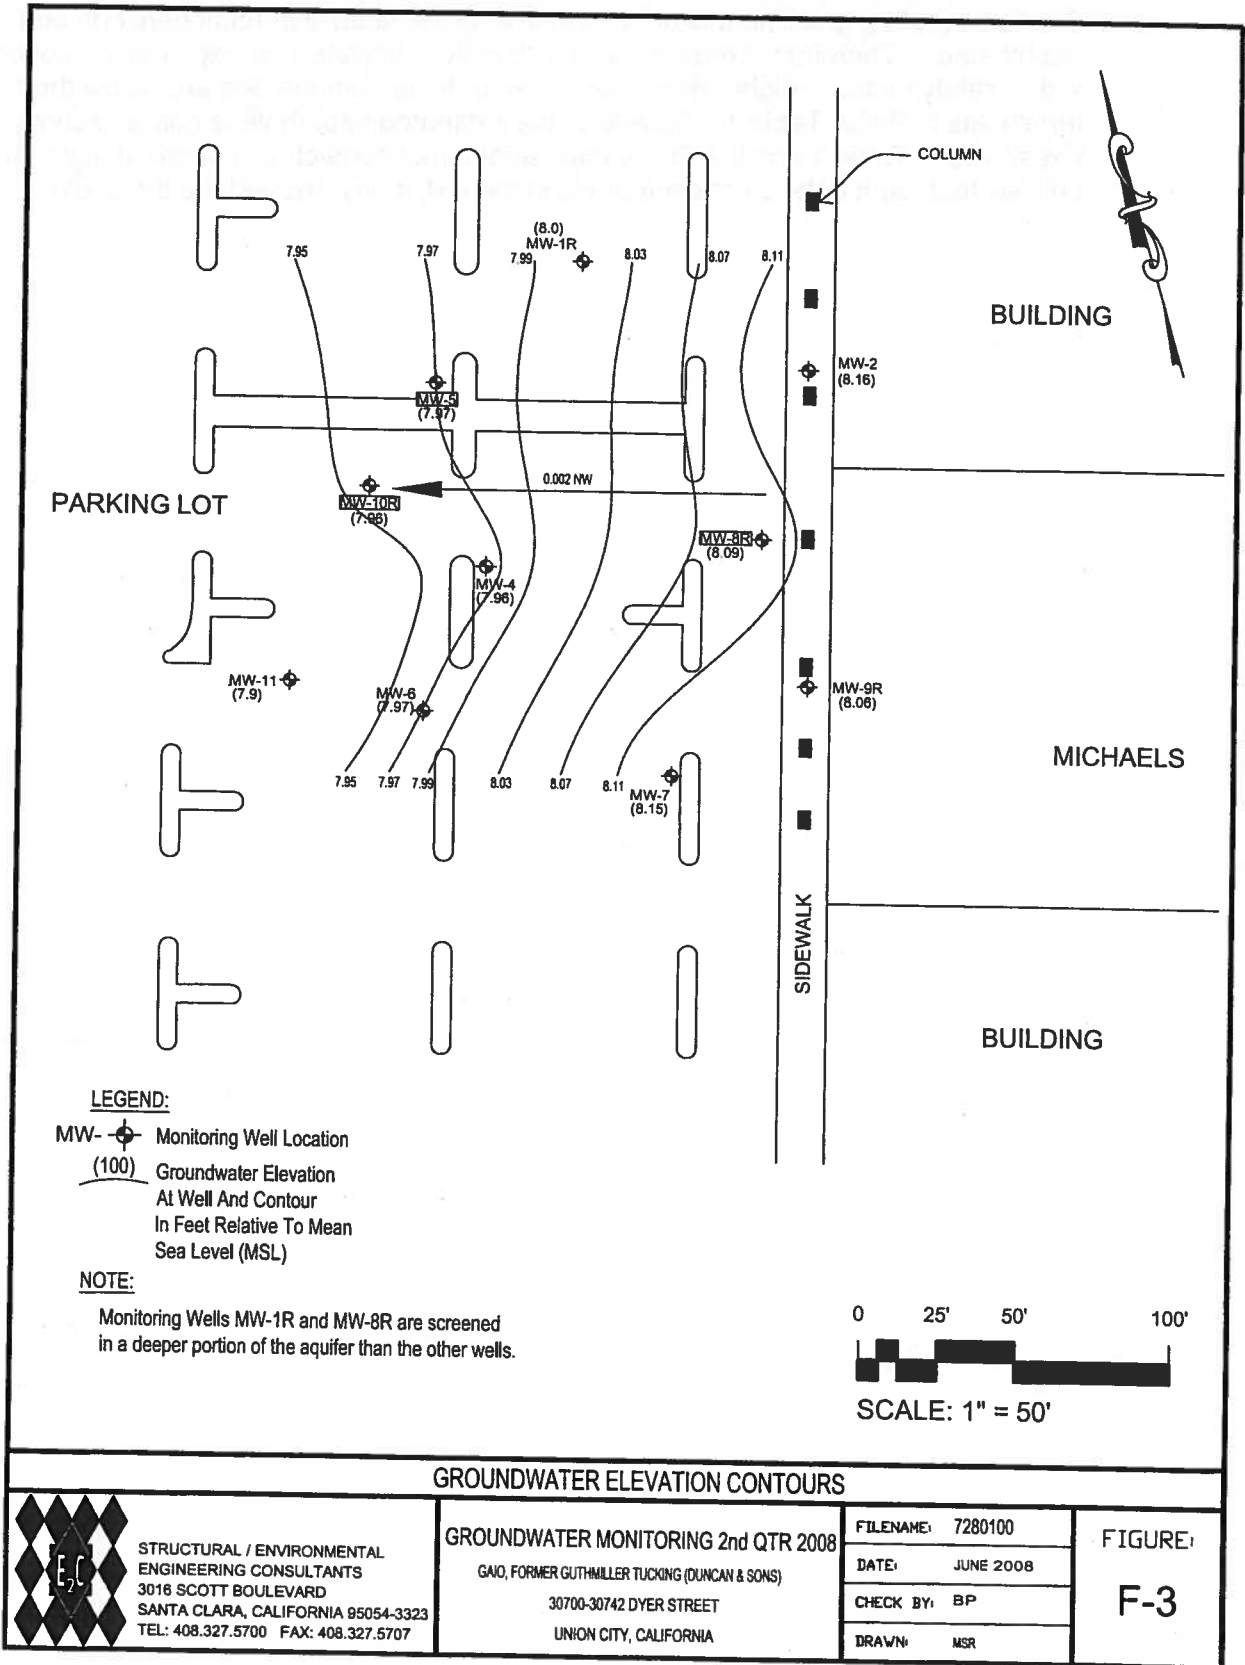 COLUMN
(8.0)
MW-1R
7.95
7.97
7.99
8.03
8.07
8.11
BUILDING
MW-2
(8.16)
MW-5
(7.97)
0.002 NW
PARKING LOT
MW-10R
(7.96)
MW-8R
(8.09)
MW-4
(7.96)
MW-11
(7.9)
MW-6
(7.97)
MW-9R
(8.06)
MICHAELS
7.95
7.97
7.99
8.03
8.07
8.11
MW-7
(8.15)
SIDEWALK
BUILDING
LEGEND:
MW- Monitoring Well Location
(100) Groundwater Elevation
At Well And Contour
In Feet Relative To Mean
Sea Level (MSL)
NOTE:
Monitoring Wells MW-1R and MW-8R are screened
in a deeper portion of the aquifer than the other wells.
0 25' 50' 100'
SCALE: 1" = 50'
GROUNDWATER ELEVATION CONTOURS
E2C
STRUCTURAL / ENVIRONMENTAL
ENGINEERING CONSULTANTS
3016 SCOTT BOULEVARD
SANTA CLARA, CALIFORNIA 95054-3323
TEL: 408.327.5700 FAX: 408.327.5707
GROUNDWATER MONITORING 2nd QTR 2008
GAIO, FORMER GUTHMILLER TUCKING (DUNCAN & SONS)
30700-30742 DYER STREET
UNION CITY, CALIFORNIA
FILENAME: 7280100
DATE: JUNE 2008
CHECK BY: BP
DRAWN: MSR
FIGURE:
F-3